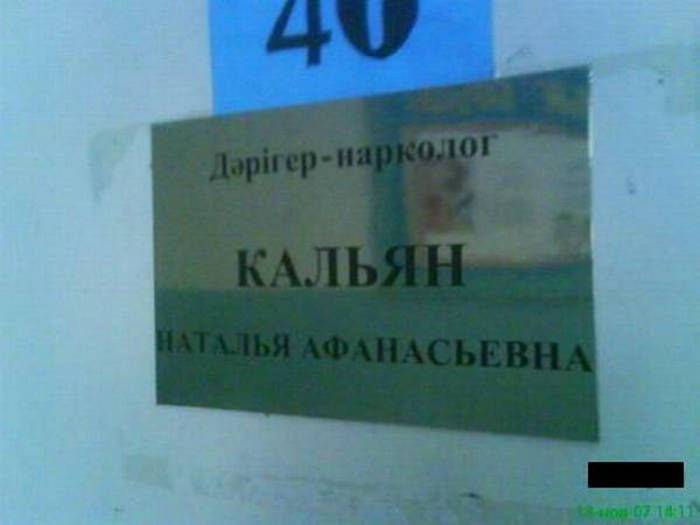 40
Дәрігер-нарколог
КАЛЬЯН
НАТАЛЬЯ АФАНАСЬЕВНА